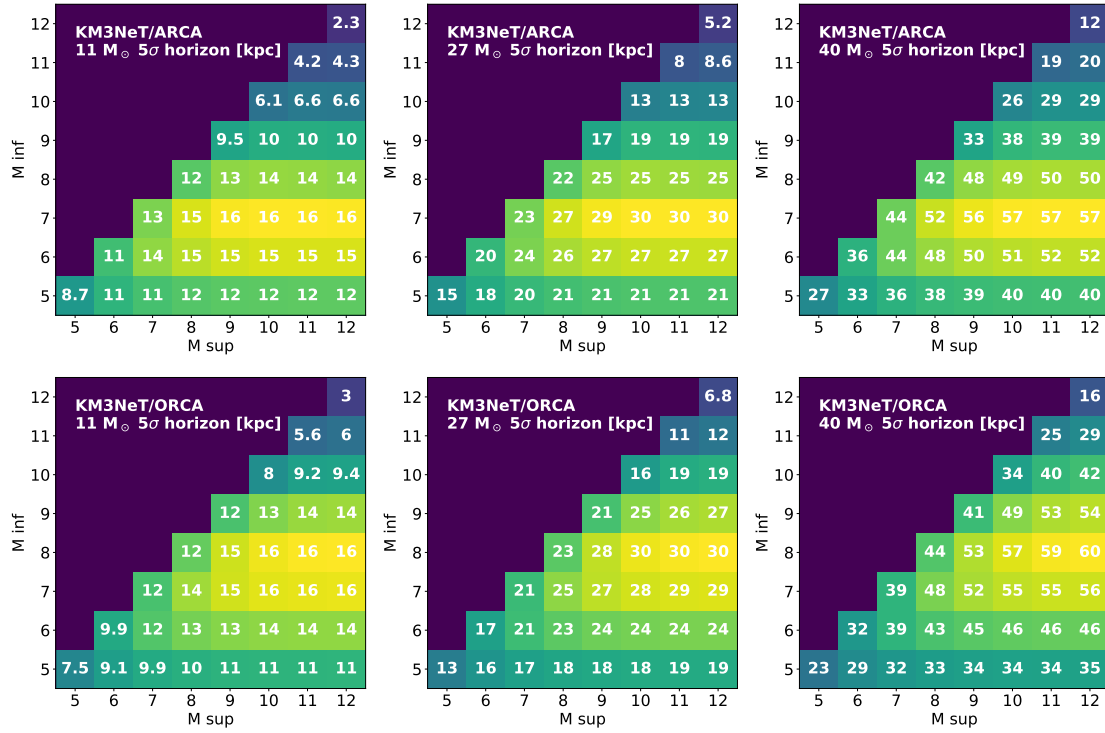 KM3NeT/ARCA
11 M⊙ 5σ horizon [kpc]
M inf
12 2.3
11 4.2 4.3
10 6.1 6.6 6.6
9 9.5 10 10 10
8 12 13 14 14 14
7 13 15 16 16 16 16
6 11 14 15 15 15 15 15
5 8.7 11 11 12 12 12 12 12
5 6 7 8 9 10 11 12
M sup
KM3NeT/ARCA
27 M⊙ 5σ horizon [kpc]
M inf
12 5.2
11 8 8.6
10 13 13 13
9 17 19 19 19
8 22 25 25 25 25
7 23 27 29 30 30 30
6 20 24 26 27 27 27 27
5 15 18 20 21 21 21 21 21
5 6 7 8 9 10 11 12
M sup
KM3NeT/ARCA
40 M⊙ 5σ horizon [kpc]
M inf
12 12
11 19 20
10 26 29 29
9 33 38 39 39
8 42 48 49 50 50
7 44 52 56 57 57 57
6 36 44 48 50 51 52 52
5 27 33 36 38 39 40 40 40
5 6 7 8 9 10 11 12
M sup
KM3NeT/ORCA
11 M⊙ 5σ horizon [kpc]
M inf
12 3
11 5.6 6
10 8 9.2 9.4
9 12 13 14 14
8 12 15 16 16 16
7 12 14 15 16 16 16
6 9.9 12 13 13 14 14 14
5 7.5 9.1 9.9 10 11 11 11 11
5 6 7 8 9 10 11 12
M sup
KM3NeT/ORCA
27 M⊙ 5σ horizon [kpc]
M inf
12 6.8
11 11 12
10 16 19 19
9 21 25 26 27
8 23 28 30 30 30
7 21 25 27 28 29 29
6 17 21 23 24 24 24 24
5 13 16 17 18 18 18 19 19
5 6 7 8 9 10 11 12
M sup
KM3NeT/ORCA
40 M⊙ 5σ horizon [kpc]
M inf
12 16
11 25 29
10 34 40 42
9 41 49 53 54
8 44 53 57 59 60
7 39 48 52 55 55 56
6 32 39 43 45 46 46 46
5 23 29 32 33 34 34 34 35
5 6 7 8 9 10 11 12
M sup